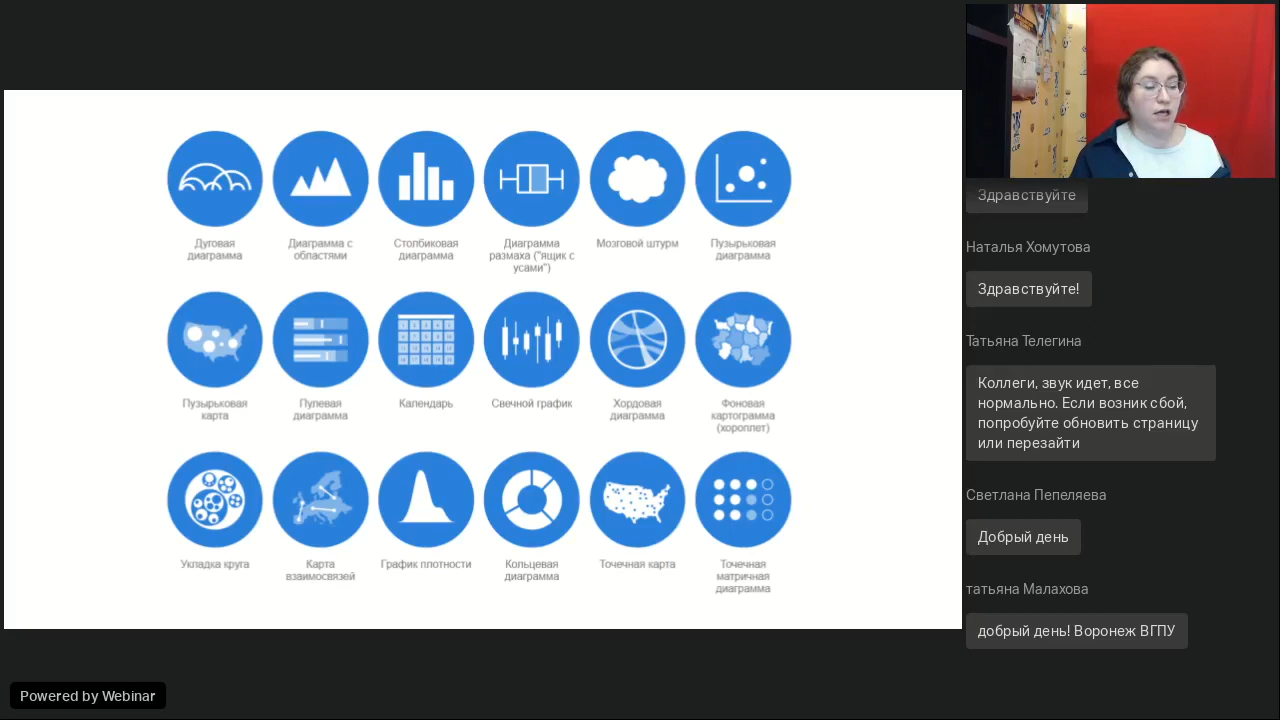 Дуговая
диаграмма
Диаграмма с
областями
Столбиковая
диаграмма
Диаграмма
размаха ("ящик с
усами")
Мозговой штурм
Пузырьковая
диаграмма
Пузырьковая
карта
Пулевая
диаграмма
Календарь
Свечной график
Хордовая
диаграмма
Фоновая
картограмма
(хороплет)
Укладка круга
Карта
взаимосвязей
График плотности
Кольцевая
диаграмма
Точечная карта
Точечная
матричная
диаграмма
Здравствуйте
Наталья Хомутова
Здравствуйте!
Татьяна Телегина
Коллеги, звук идет, все
нормально. Если возник сбой,
попробуйте обновить страницу
или перезайти
Светлана Пепеляева
Добрый день
татьяна Малахова
добрый день! Воронеж ВГПУ
Powered by Webinar